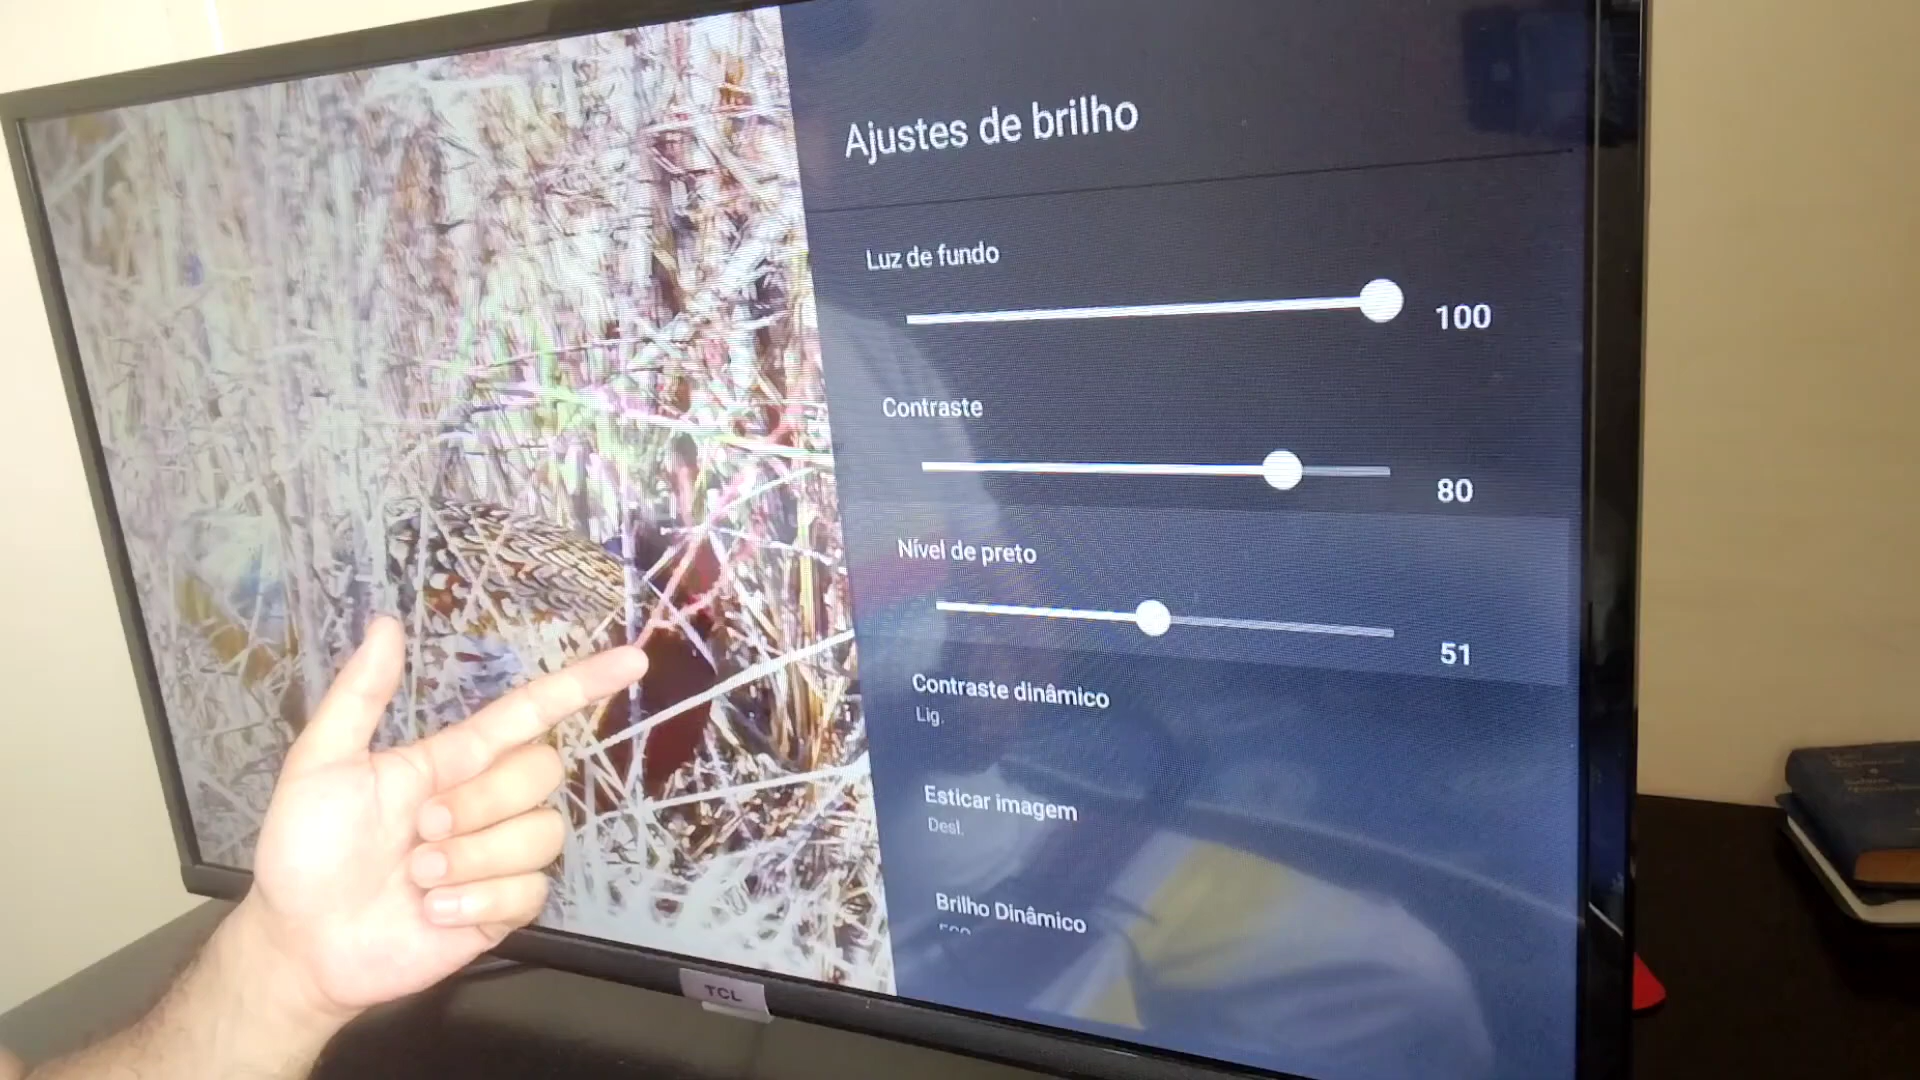 Ajustes de brilho
Luz de fundo
100
Contraste
80
Nível de preto
51
Contraste dinâmico
Lig.
Esticar imagem
Desl.
Brilho Dinâmico
TCL